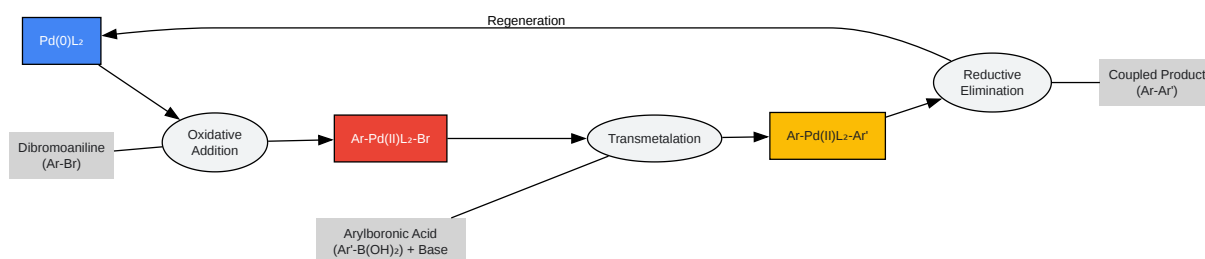 Regeneration
Pd(0)L₂
Reductive
Elimination
Coupled Product
(Ar-Ar')
Oxidative
Addition
Ar-Pd(II)L₂-Br
Transmetalation
Ar-Pd(II)L₂-Ar'
Dibromoaniline
(Ar-Br)
Arylboronic Acid
(Ar'-B(OH)₂) + Base